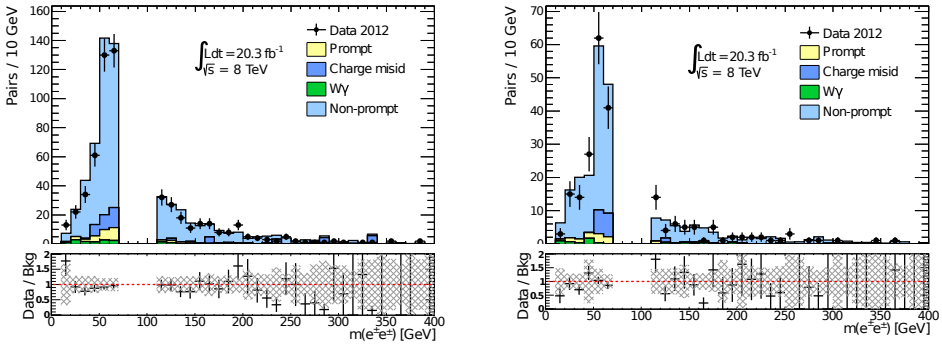 Pairs / 10 GeV
160
140
120
100
80
60
40
20
0
∫Ldt = 20.3 fb⁻¹
√s = 8 TeV
Data 2012
Prompt
Charge misid
Wγ
Non-prompt
Data / Bkg
2
1.5
1
0.5
0
0 50 100 150 200 250 300 350 400
m(e±e±) [GeV]
Pairs / 10 GeV
70
60
50
40
30
20
10
0
∫Ldt = 20.3 fb⁻¹
√s = 8 TeV
Data 2012
Prompt
Charge misid
Wγ
Non-prompt
Data / Bkg
2
1.5
1
0.5
0
0 50 100 150 200 250 300 350 400
m(e±e±) [GeV]